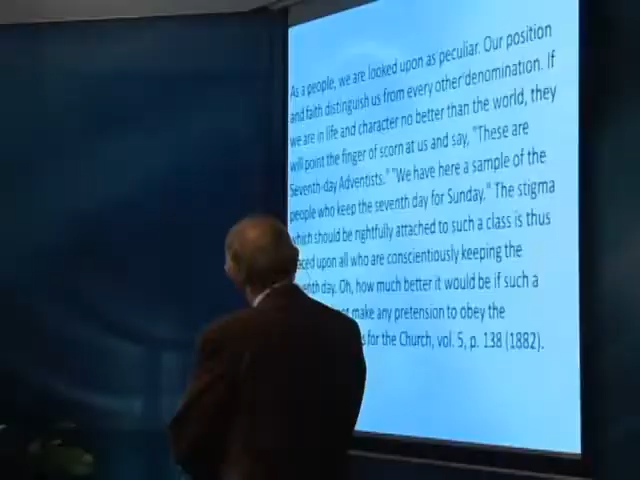 As a people, we are looked upon as peculiar. Our position
and faith distinguish us from every other denomination. If
we are in life and character no better than the world, they
will point the finger of scorn at us and say, "These are
Seventh-day Adventists." "We have here a sample of the
people who keep the seventh day for Sunday." The stigma
which should be rightfully attached to such a class is thus
upon all who are conscientiously keeping the
day. Oh, how much better it would be if such a
make any pretension to obey the
for the Church, vol. 5, p. 138 (1882).